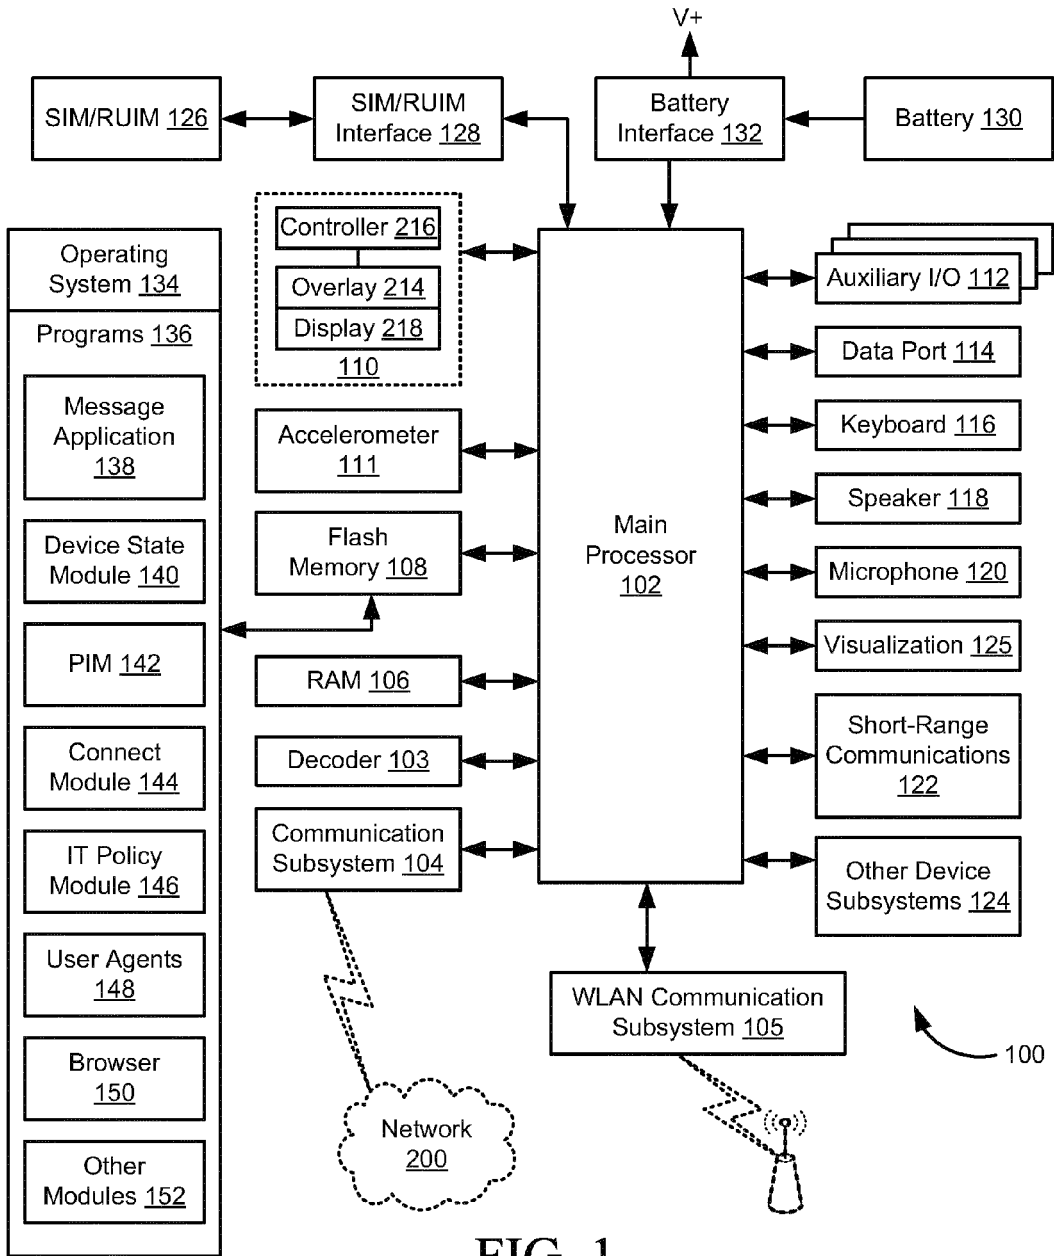 V+
SIM/RUIM 126
SIM/RUIM
Interface 128
Battery
Interface 132
Battery 130
Operating
System 134
Programs 136
Message
Application
138
Device State
Module 140
PIM 142
Connect
Module 144
IT Policy
Module 146
User Agents
148
Browser
150
Other
Modules 152
Controller 216
Overlay 214
Display 218
110
Accelerometer
111
Flash
Memory 108
RAM 106
Decoder 103
Communication
Subsystem 104
Network
200
Main
Processor
102
WLAN Communication
Subsystem 105
Auxiliary I/O 112
Data Port 114
Keyboard 116
Speaker 118
Microphone 120
Visualization 125
Short-Range
Communications
122
Other Device
Subsystems 124
100
FIG. 1